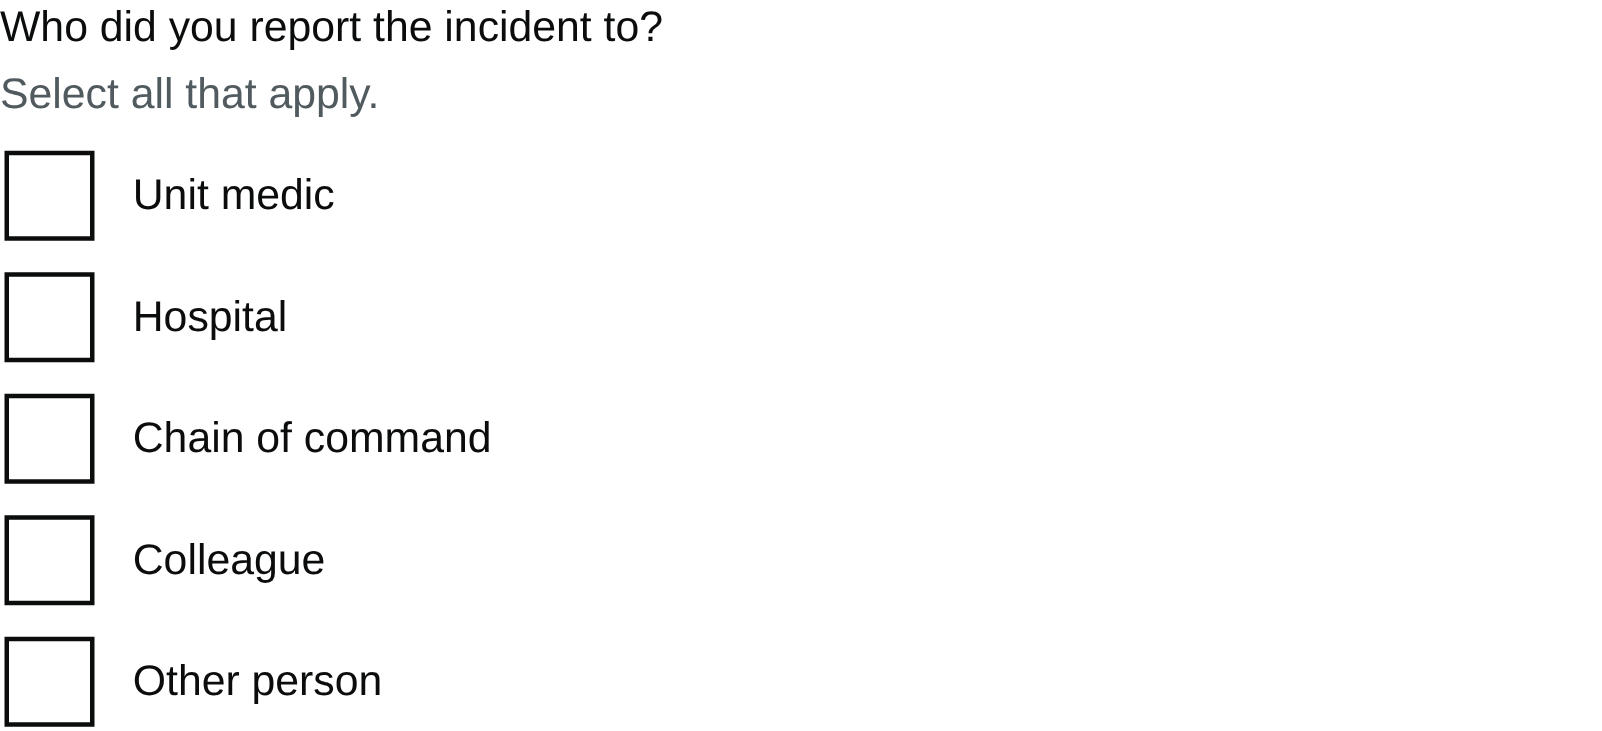 Who did you report the incident to?
Select all that apply.
Unit medic
Hospital
Chain of command
Colleague
Other person